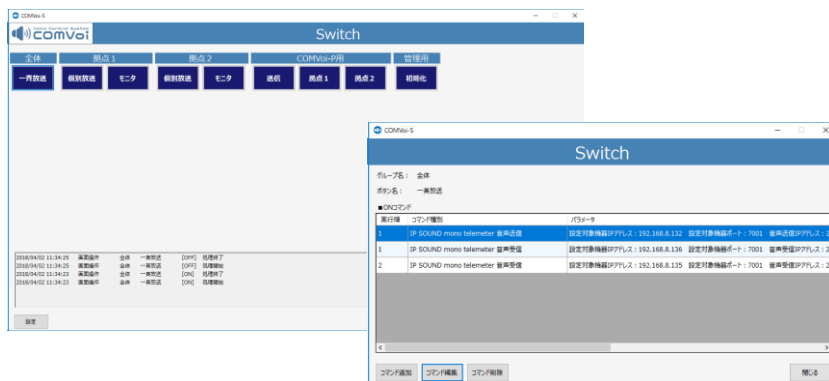 COMVoi-S
COMVoi
Switch
全体 拠点1 拠点2 COMVoi-P用 管理用
一斉放送 個別放送 モニタ 個別放送 モニタ 送信 拠点1 拠点2 初期化
2018/04/02 11:34:25 画面操作 全体 一斉放送 [OFF] 処理終了
2018/04/02 11:34:25 画面操作 全体 一斉放送 [OFF] 処理開始
2018/04/02 11:34:23 画面操作 全体 一斉放送 [ON] 処理終了
2018/04/02 11:34:23 画面操作 全体 一斉放送 [ON] 処理開始
設定
COMVoi-S
Switch
グループ名： 全体
ボタン名： 一斉放送
■ONコマンド
実行順 コマンド種別 パラメータ
1 IP SOUND mono telemeter 音声送信 設定対象機器IPアドレス：192.168.8.132 設定対象機器ポート：7001 音声送信IPアドレス：2
1 IP SOUND mono telemeter 音声受信 設定対象機器IPアドレス：192.168.8.136 設定対象機器ポート：7001 音声受信IPアドレス：2
2 IP SOUND mono telemeter 音声受信 設定対象機器IPアドレス：192.168.8.135 設定対象機器ポート：7001 音声受信IPアドレス：2
コマンド追加 コマンド編集 コマンド削除 閉じる